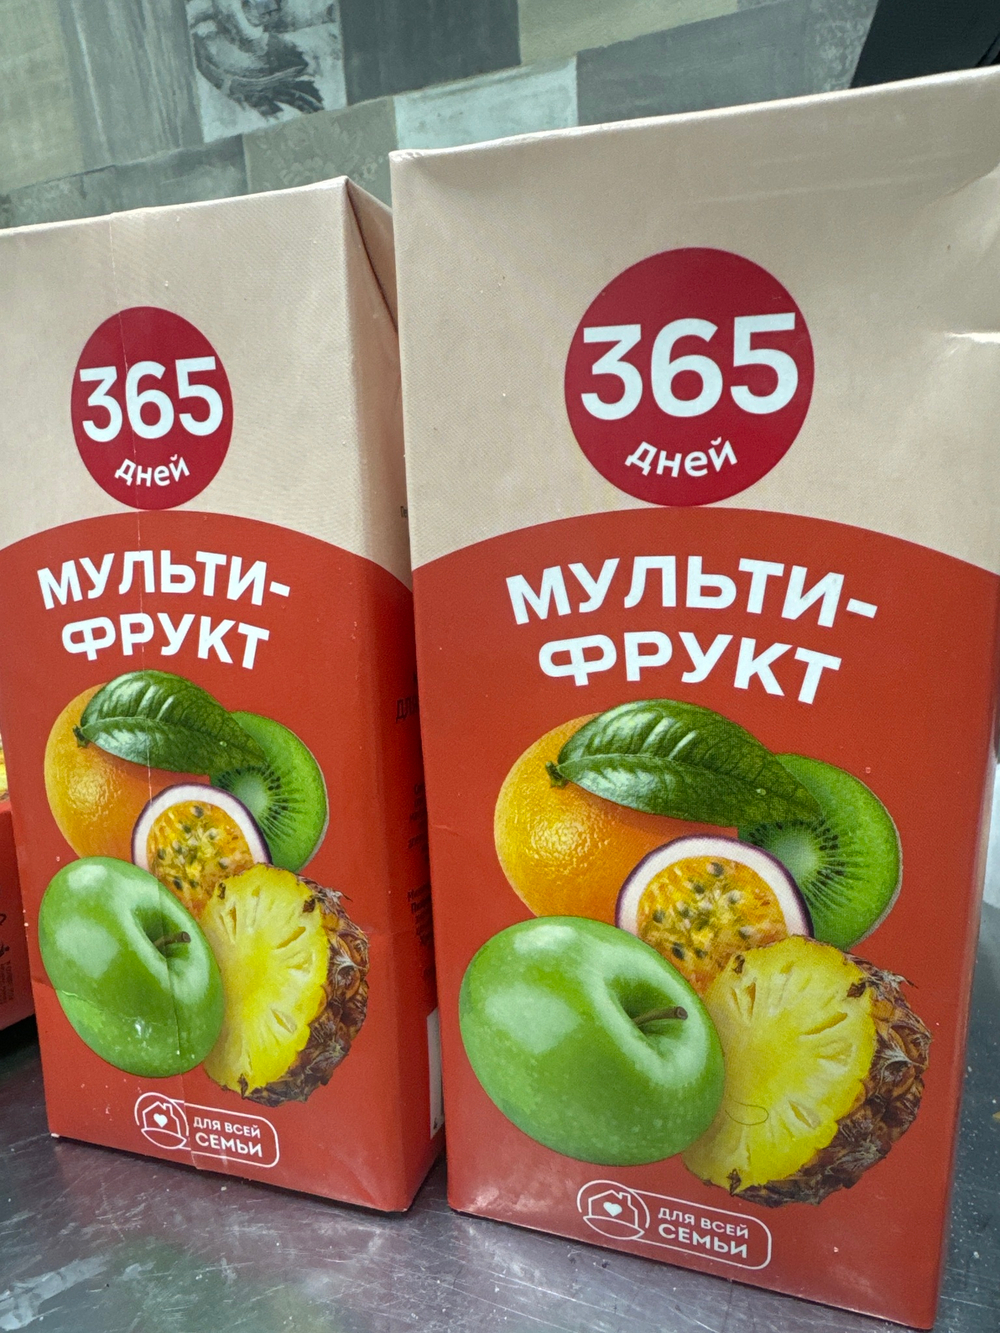 365
дней
МУЛЬТИ-
ФРУКТ
ДЛЯ ВСЕЙ
СЕМЬИ
365
дней
МУЛЬТИ-
ФРУКТ
ДЛЯ ВСЕЙ
СЕМЬИ